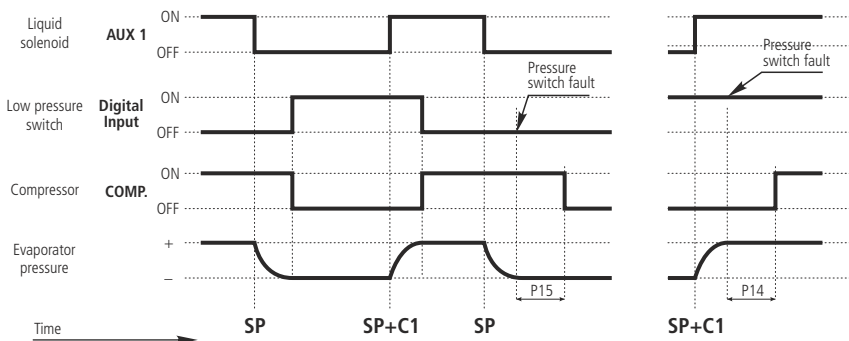 Liquid
solenoid
AUX 1
ON
OFF
Pressure
switch fault
Pressure
switch fault
Low pressure
switch
Digital
Input
ON
OFF
Compressor
COMP.
ON
OFF
Evaporator
pressure
+
−
P15
P14
Time
SP
SP+C1
SP
SP+C1